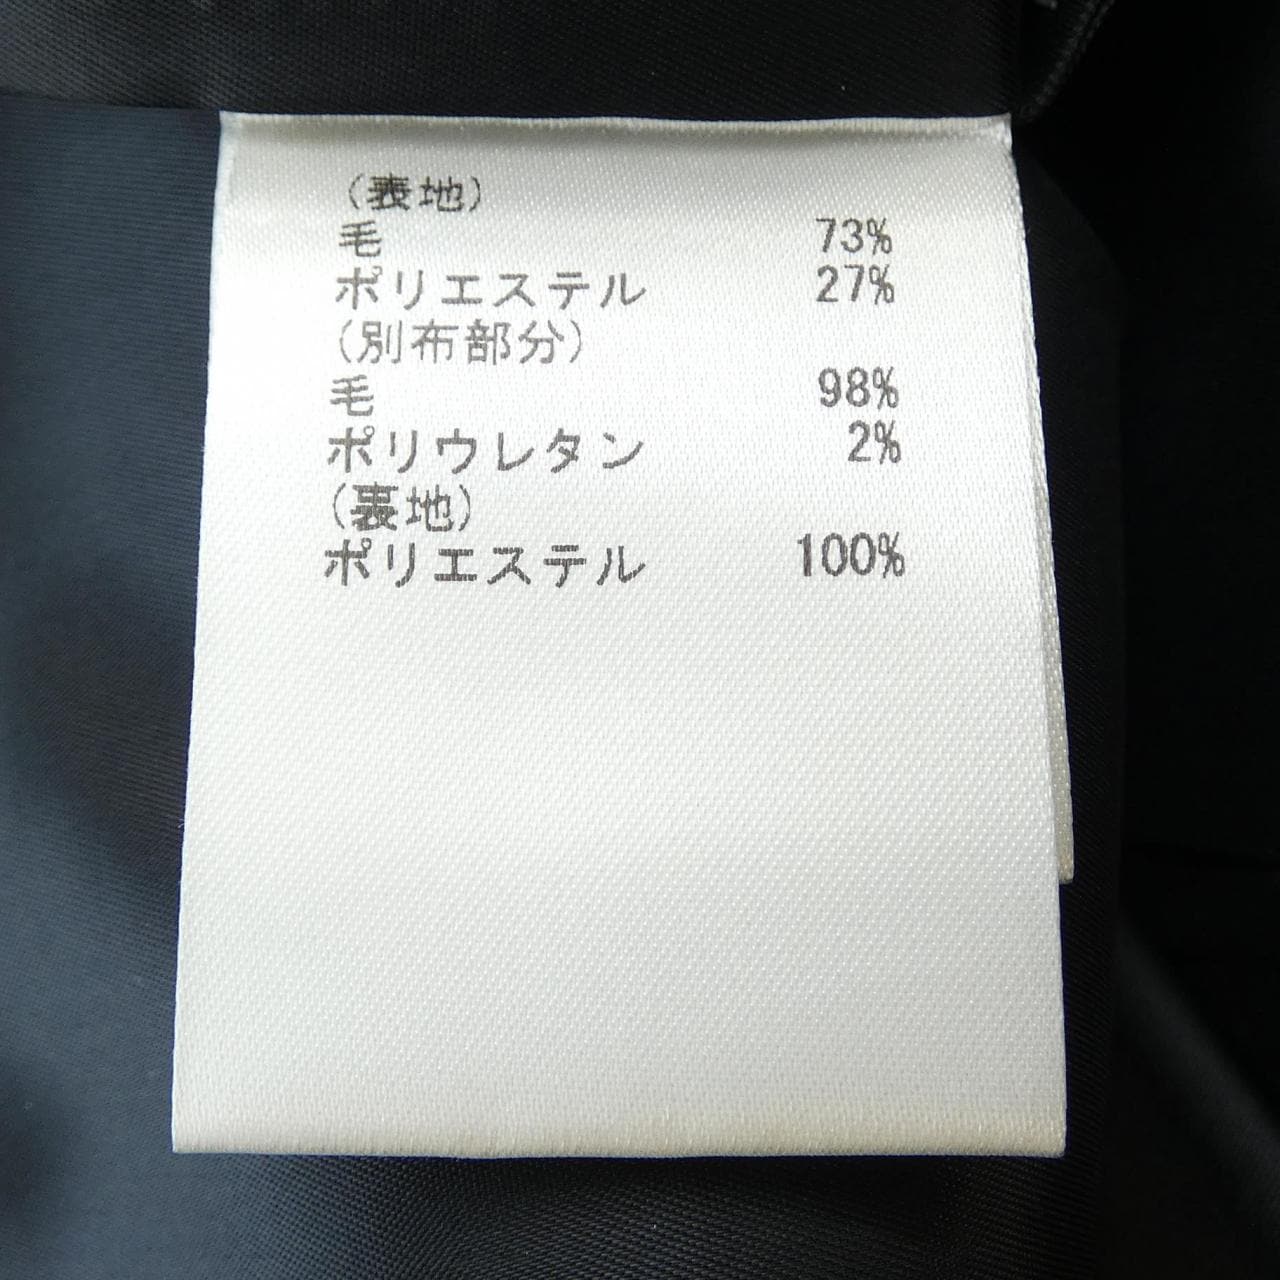 (表地)
毛 73%
ポリエステル 27%
(別布部分)
毛 98%
ポリウレタン 2%
(裏地)
ポリエステル 100%